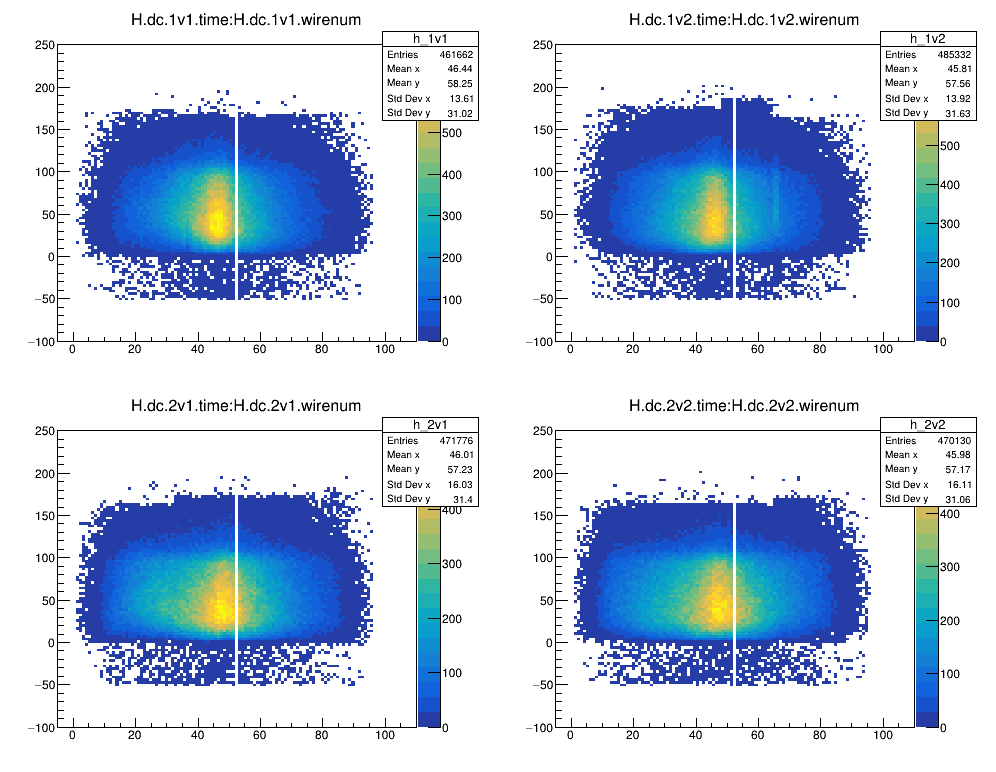 H.dc.1v1.time:H.dc.1v1.wirenum
h_1v1
Entries 461662
Mean x 46.44
Mean y 58.25
Std Dev x 13.61
Std Dev y 31.02
250
200
150
100
50
0
−50
−100
0 20 40 60 80 100
500
400
300
200
100
0
H.dc.1v2.time:H.dc.1v2.wirenum
h_1v2
Entries 485332
Mean x 45.81
Mean y 57.56
Std Dev x 13.92
Std Dev y 31.63
250
200
150
100
50
0
−50
−100
0 20 40 60 80 100
500
400
300
200
100
0
H.dc.2v1.time:H.dc.2v1.wirenum
h_2v1
Entries 471776
Mean x 46.01
Mean y 57.23
Std Dev x 16.03
Std Dev y 31.4
250
200
150
100
50
0
−50
−100
0 20 40 60 80 100
400
300
200
100
0
H.dc.2v2.time:H.dc.2v2.wirenum
h_2v2
Entries 470130
Mean x 45.98
Mean y 57.17
Std Dev x 16.11
Std Dev y 31.06
250
200
150
100
50
0
−50
−100
0 20 40 60 80 100
400
300
200
100
0